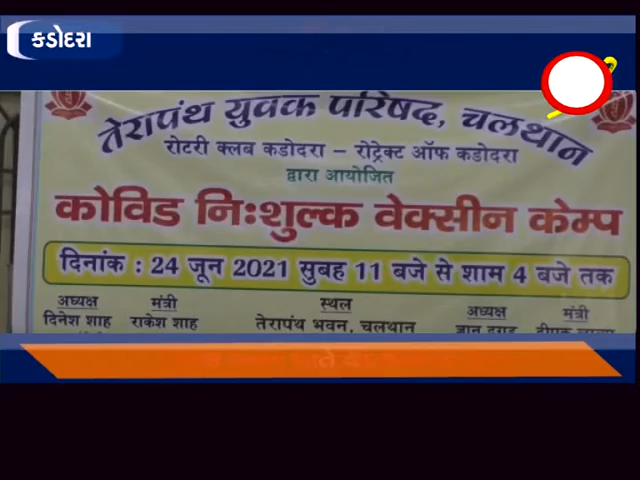 કડોદરા
तेरापंथ युवक परिषद, चलथान
रोटरी क्लब कडोदरा – रोट्रेक्ट ऑफ कडोदरा
द्वारा आयोजित
कोविड निःशुल्क वेक्सीन केम्प
दिनांक : 24 जून 2021 सुबह 11 बजे से शाम 4 बजे तक
अध्यक्ष मंत्री स्थल अध्यक्ष मंत्री
दिनेश शाह राकेश शाह तेरापंथ भवन, चलथान